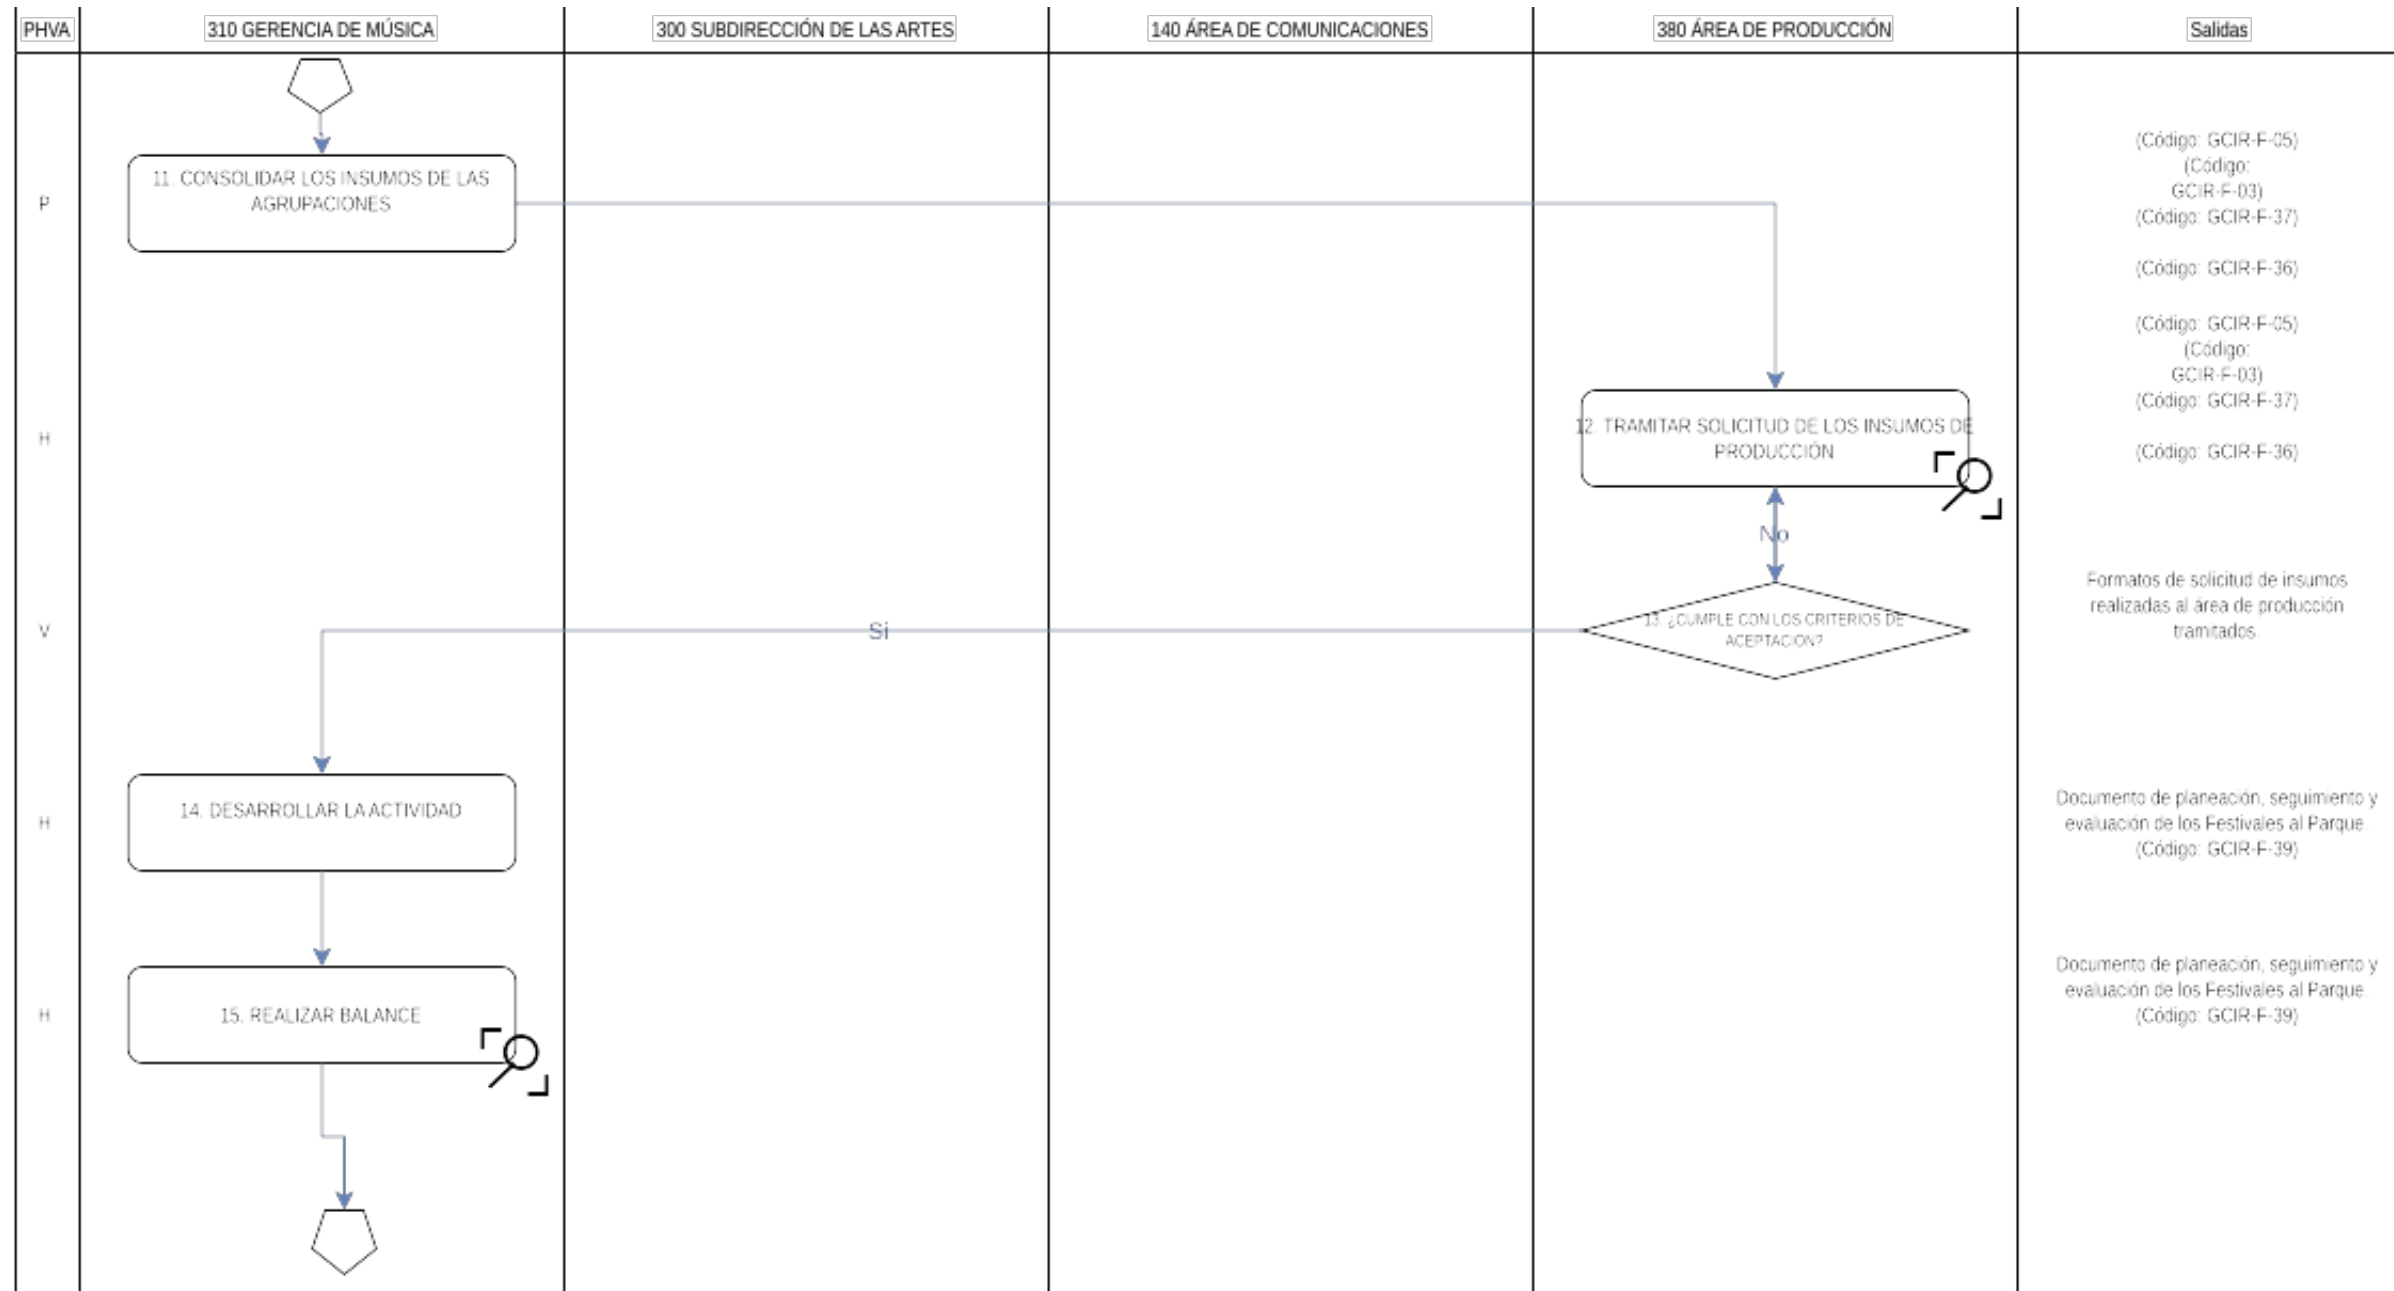 PHVA
310 GERENCIA DE MÚSICA
300 SUBDIRECCIÓN DE LAS ARTES
140 ÁREA DE COMUNICACIONES
380 ÁREA DE PRODUCCIÓN
Salidas
P
11. CONSOLIDAR LOS INSUMOS DE LAS
AGRUPACIONES
(Código: GCIR-F-05)
(Código:
GCIR-F-03)
(Código: GCIR-F-37)
(Código: GCIR-F-36)
H
12. TRAMITAR SOLICITUD DE LOS INSUMOS DE
PRODUCCIÓN
(Código: GCIR-F-05)
(Código:
GCIR-F-03)
(Código: GCIR-F-37)
(Código: GCIR-F-36)
No
V
Si
13. ¿CUMPLE CON LOS CRITERIOS DE
ACEPTACION?
Formatos de solicitud de insumos
realizadas al área de producción
tramitados.
H
14. DESARROLLAR LA ACTIVIDAD
Documento de planeación, seguimiento y
evaluación de los Festivales al Parque.
(Código: GCIR-F-39)
H
15. REALIZAR BALANCE
Documento de planeación, seguimiento y
evaluación de los Festivales al Parque.
(Código: GCIR-F-39)